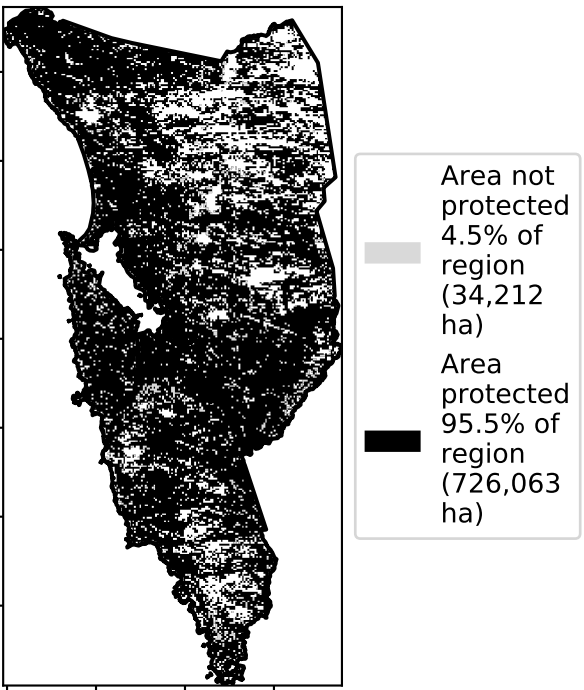 Area not
protected
4.5% of
region
(34,212
ha)
Area
protected
95.5% of
region
(726,063
ha)